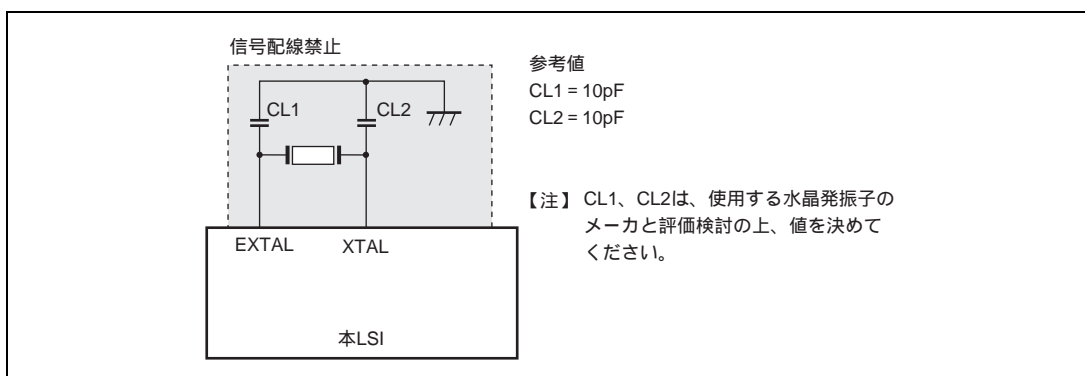 信号配線禁止
CL1
CL2
EXTAL
XTAL
本LSI
参考値
CL1 = 10pF
CL2 = 10pF
【注】 CL1、CL2は、使用する水晶発振子の
メーカと評価検討の上、値を決めて
ください。